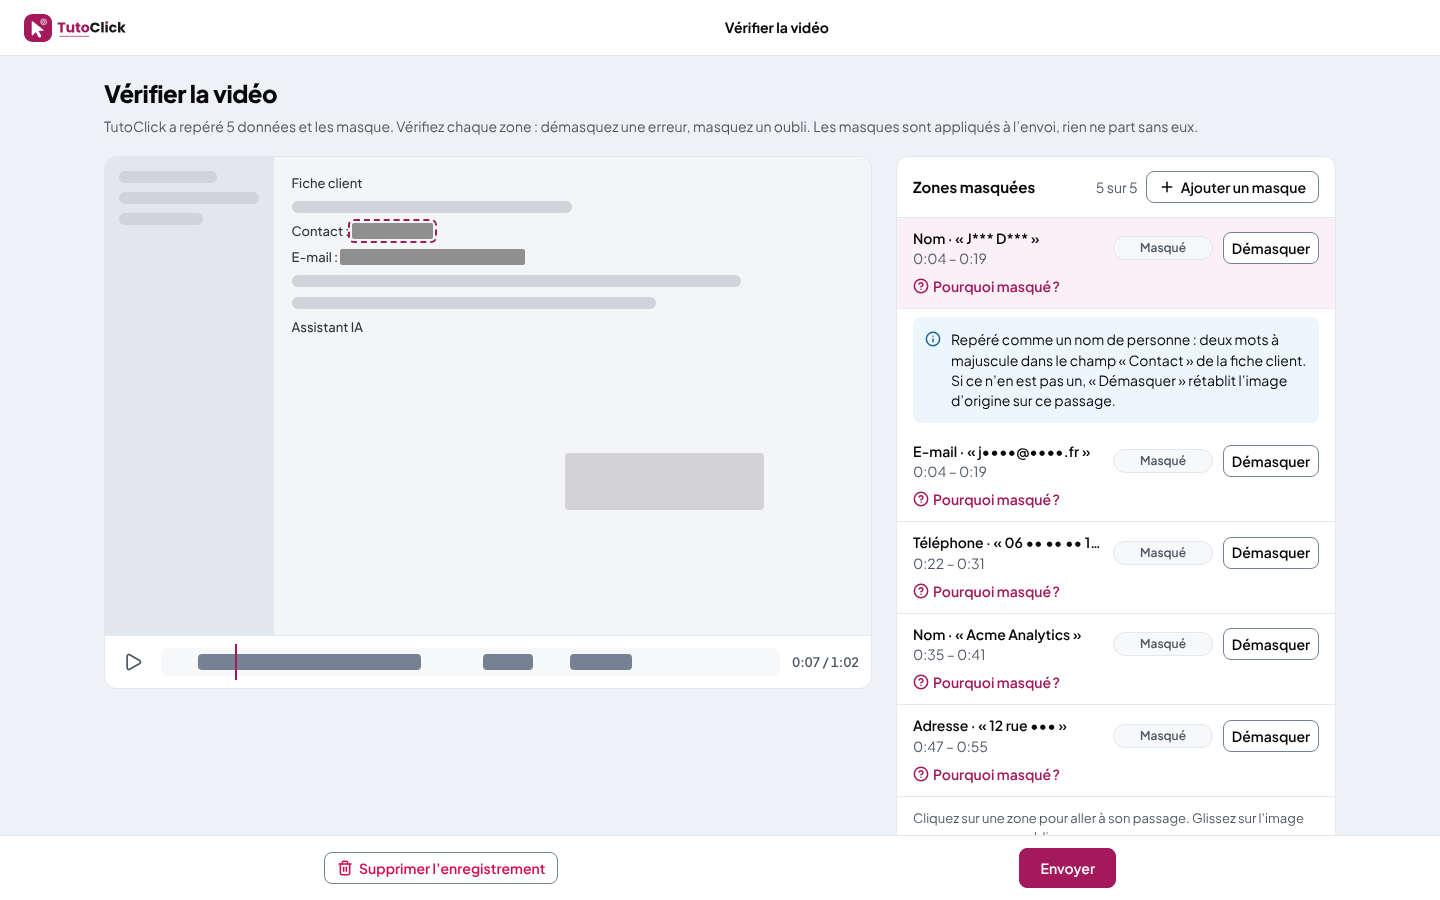 TutoClick
Vérifier la vidéo
Vérifier la vidéo
TutoClick a repéré 5 données et les masque. Vérifiez chaque zone : démasquez une erreur, masquez un oubli. Les masques sont appliqués à l’envoi, rien ne part sans eux.
Fiche client
Contact :
E-mail :
Assistant IA
0:07 / 1:02
Zones masquées
5 sur 5
Ajouter un masque
Nom · « J*** D*** »
0:04 – 0:19
Masqué
Démasquer
Pourquoi masqué ?
Repéré comme un nom de personne : deux mots à
majuscule dans le champ « Contact » de la fiche client.
Si ce n’en est pas un, « Démasquer » rétablit l’image
d’origine sur ce passage.
E-mail · « j••••@••••.fr »
0:04 – 0:19
Masqué
Démasquer
Pourquoi masqué ?
Téléphone · « 06 •• •• •• 1…
0:22 – 0:31
Masqué
Démasquer
Pourquoi masqué ?
Nom · « Acme Analytics »
0:35 – 0:41
Masqué
Démasquer
Pourquoi masqué ?
Adresse · « 12 rue ••• »
0:47 – 0:55
Masqué
Démasquer
Pourquoi masqué ?
Cliquez sur une zone pour aller à son passage. Glissez sur l’image
Supprimer l’enregistrement
Envoyer